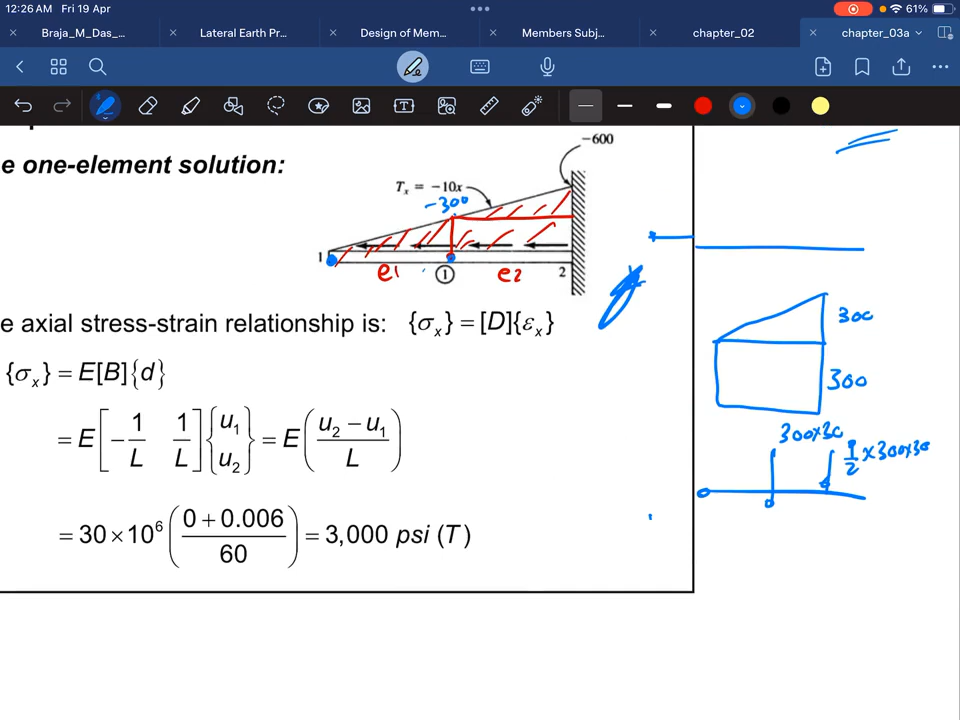 12:26 AM Fri 19 Apr
61%
Braja_M_Das_...
Lateral Earth Pr...
Design of Mem...
Members Subj...
chapter_02
chapter_03a
e one-element solution:
−600
Tx = −10x
−300
1
e1
①
e2
2
e axial stress-strain relationship is: {σx} = [D]{εx}
{σx} = E[B]{d}
= E[−1/L 1/L]{u1 u2} = E((u2 − u1)/L)
= 30×10⁶((0 + 0.006)/60) = 3,000 psi (T)
300
300
300×30
1/2 × 300×30